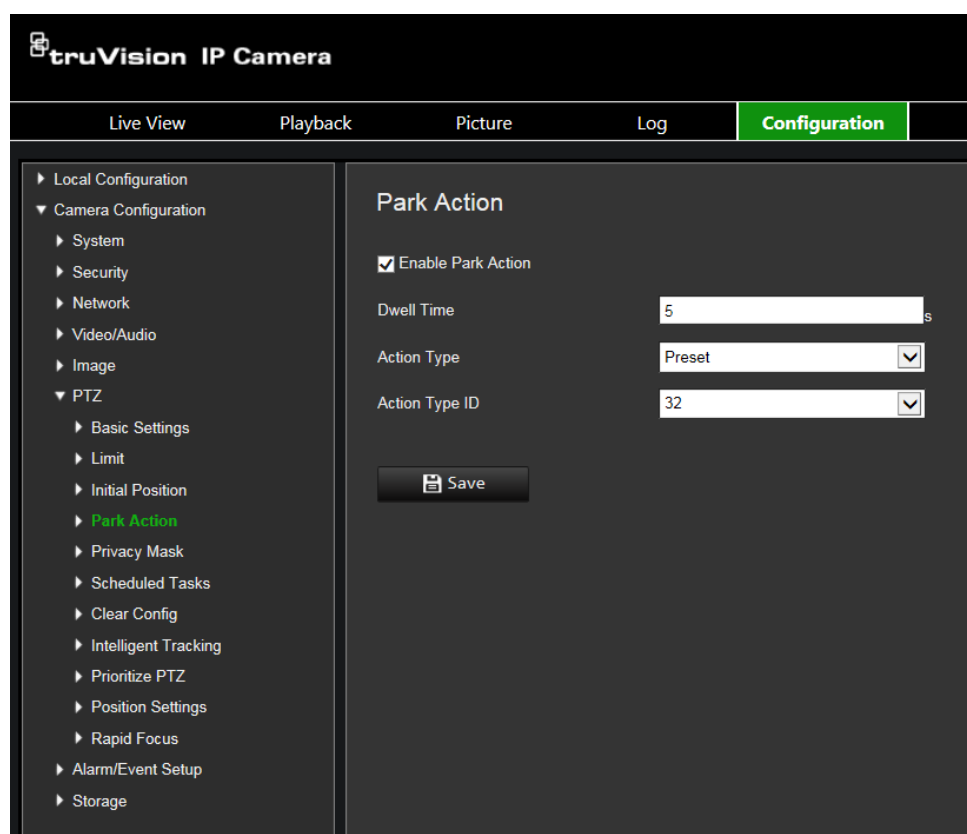 truVision IP Camera
Live View Playback Picture Log Configuration
Local Configuration
Camera Configuration
System
Security
Network
Video/Audio
Image
PTZ
Basic Settings
Limit
Initial Position
Park Action
Privacy Mask
Scheduled Tasks
Clear Config
Intelligent Tracking
Prioritize PTZ
Position Settings
Rapid Focus
Alarm/Event Setup
Storage
Park Action
Enable Park Action
Dwell Time 5 s
Action Type Preset
Action Type ID 32
Save